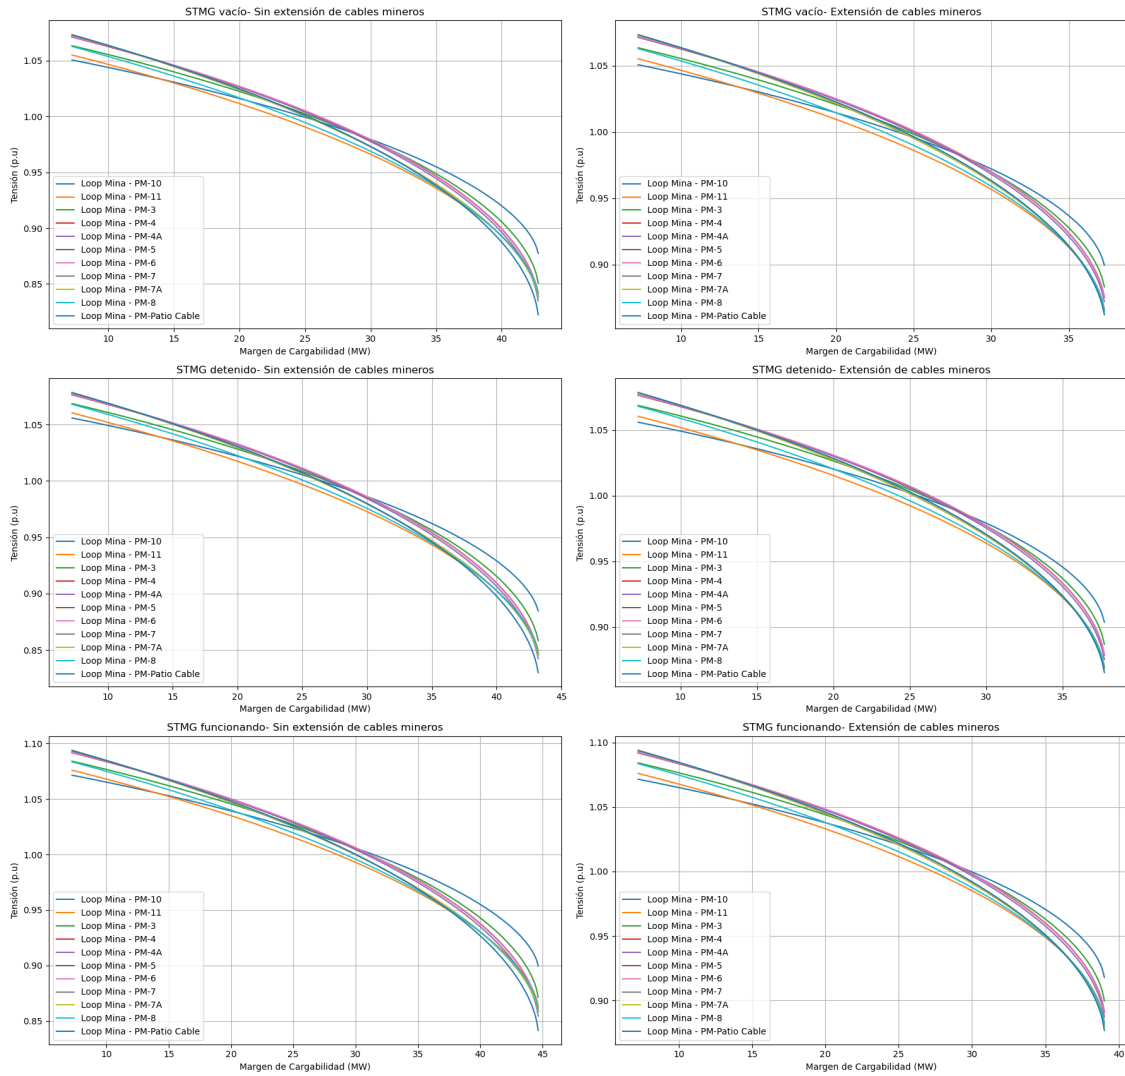 STMG vacío- Sin extensión de cables mineros
1.05
1.00
0.95
0.90
0.85
Tensión (p.u)
Loop Mina - PM-10
Loop Mina - PM-11
Loop Mina - PM-3
Loop Mina - PM-4
Loop Mina - PM-4A
Loop Mina - PM-5
Loop Mina - PM-6
Loop Mina - PM-7
Loop Mina - PM-7A
Loop Mina - PM-8
Loop Mina - PM-Patio Cable
10 15 20 25 30 35 40
Margen de Cargabilidad (MW)
STMG vacío- Extensión de cables mineros
1.05
1.00
0.95
0.90
Tensión (p.u)
Loop Mina - PM-10
Loop Mina - PM-11
Loop Mina - PM-3
Loop Mina - PM-4
Loop Mina - PM-4A
Loop Mina - PM-5
Loop Mina - PM-6
Loop Mina - PM-7
Loop Mina - PM-7A
Loop Mina - PM-8
Loop Mina - PM-Patio Cable
10 15 20 25 30 35
Margen de Cargabilidad (MW)
STMG detenido- Sin extensión de cables mineros
1.05
1.00
0.95
0.90
0.85
Tensión (p.u)
Loop Mina - PM-10
Loop Mina - PM-11
Loop Mina - PM-3
Loop Mina - PM-4
Loop Mina - PM-4A
Loop Mina - PM-5
Loop Mina - PM-6
Loop Mina - PM-7
Loop Mina - PM-7A
Loop Mina - PM-8
Loop Mina - PM-Patio Cable
10 15 20 25 30 35 40 45
Margen de Cargabilidad (MW)
STMG detenido- Extensión de cables mineros
1.05
1.00
0.95
0.90
Tensión (p.u)
Loop Mina - PM-10
Loop Mina - PM-11
Loop Mina - PM-3
Loop Mina - PM-4
Loop Mina - PM-4A
Loop Mina - PM-5
Loop Mina - PM-6
Loop Mina - PM-7
Loop Mina - PM-7A
Loop Mina - PM-8
Loop Mina - PM-Patio Cable
10 15 20 25 30 35
Margen de Cargabilidad (MW)
STMG funcionando- Sin extensión de cables mineros
1.10
1.05
1.00
0.95
0.90
0.85
Tensión (p.u)
Loop Mina - PM-10
Loop Mina - PM-11
Loop Mina - PM-3
Loop Mina - PM-4
Loop Mina - PM-4A
Loop Mina - PM-5
Loop Mina - PM-6
Loop Mina - PM-7
Loop Mina - PM-7A
Loop Mina - PM-8
Loop Mina - PM-Patio Cable
10 15 20 25 30 35 40 45
Margen de Cargabilidad (MW)
STMG funcionando- Extensión de cables mineros
1.10
1.05
1.00
0.95
0.90
Tensión (p.u)
Loop Mina - PM-10
Loop Mina - PM-11
Loop Mina - PM-3
Loop Mina - PM-4
Loop Mina - PM-4A
Loop Mina - PM-5
Loop Mina - PM-6
Loop Mina - PM-7
Loop Mina - PM-7A
Loop Mina - PM-8
Loop Mina - PM-Patio Cable
10 15 20 25 30 35 40
Margen de Cargabilidad (MW)